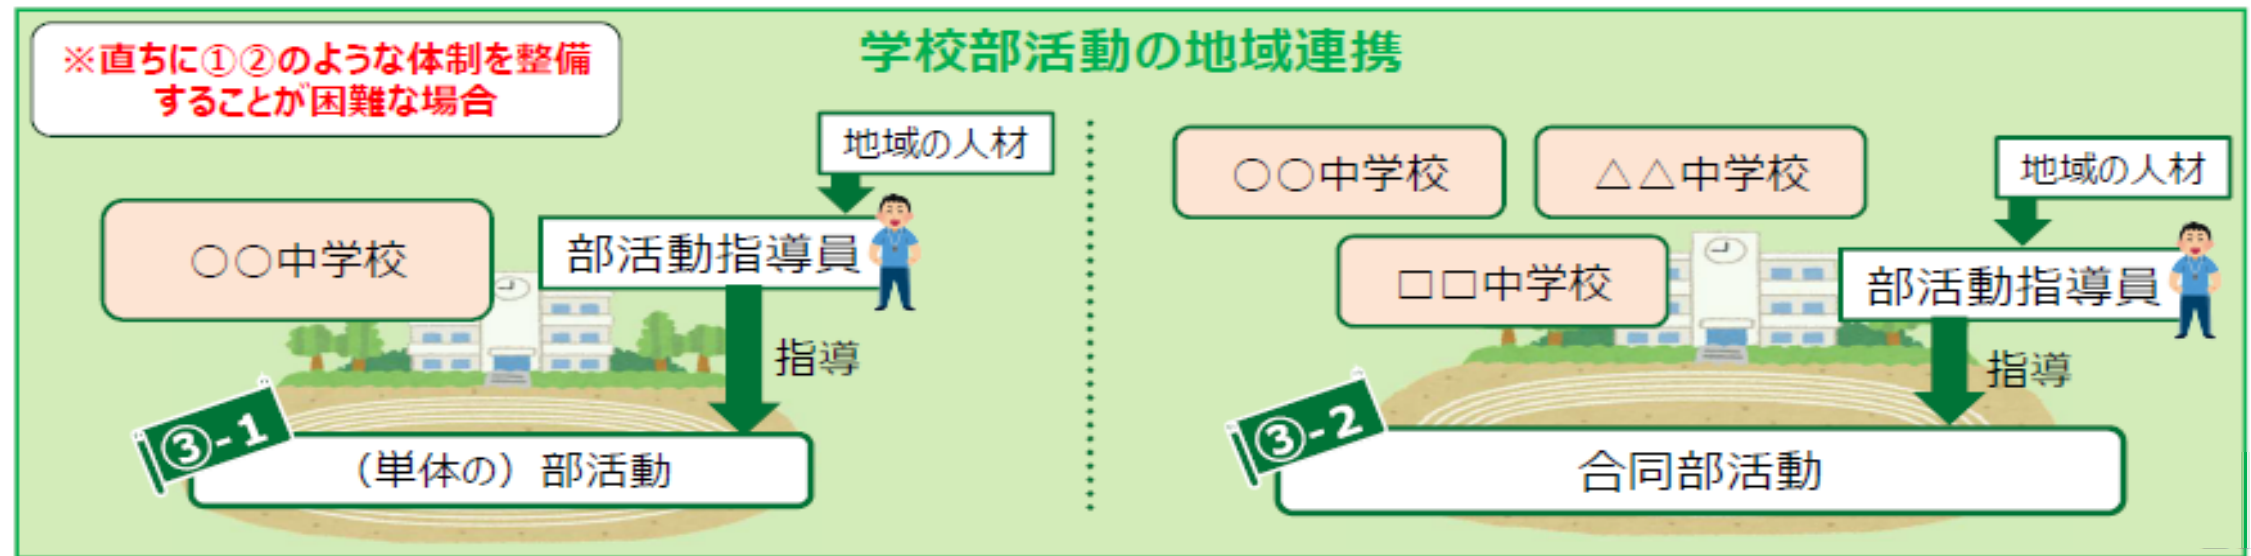 ※直ちに①②のような体制を整備
することが困難な場合
学校部活動の地域連携
地域の人材
○○中学校
部活動指導員
指導
③-1
（単体の）部活動
○○中学校
△△中学校
地域の人材
□□中学校
部活動指導員
指導
③-2
合同部活動